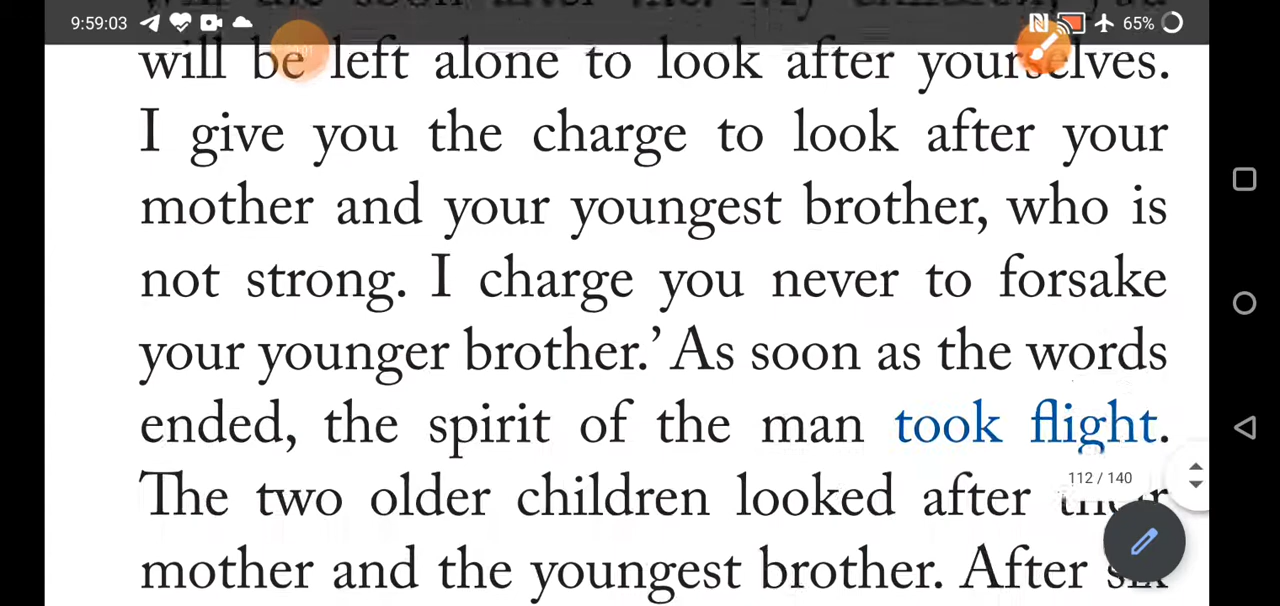 9:59:03
65%
will be left alone to look after yourselves.
I give you the charge to look after your
mother and your youngest brother, who is
not strong. I charge you never to forsake
your younger brother.’ As soon as the words
ended, the spirit of the man took flight.
112 / 140
The two older children looked after their
mother and the youngest brother. After six